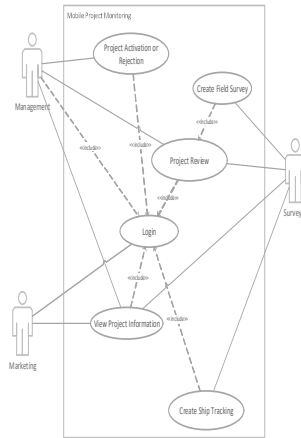 Mobile Project Monitoring
Project Activation or
Rejection
Create Field Survey
Management
<<include>>
<<include>>
<<include>>
Project Review
Survey
Login
<<include>>
<<include>>
View Project Information
Marketing
Create Ship Tracking